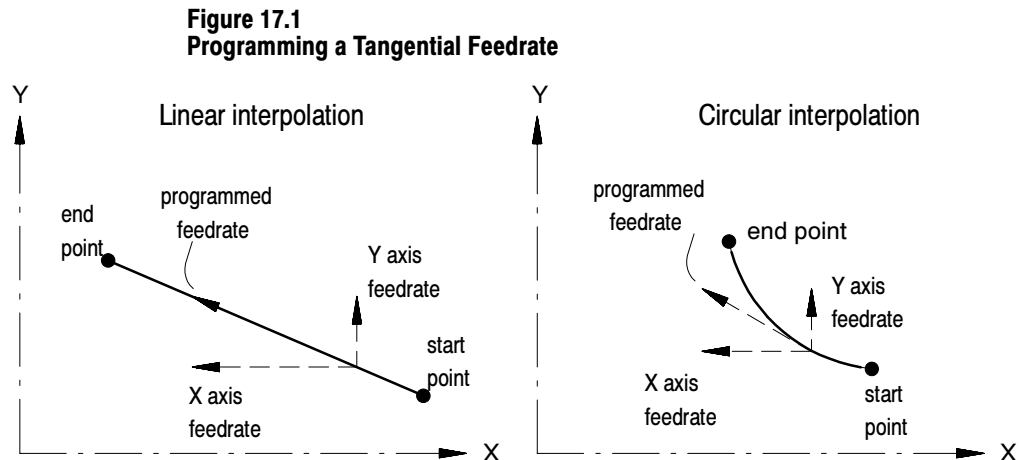 Figure 17.1
Programming a Tangential Feedrate
Y
Linear interpolation
end
point
programmed
feedrate
Y axis
feedrate
start
point
X axis
feedrate
X
Y
Circular interpolation
programmed
feedrate
end point
Y axis
feedrate
X axis
feedrate
start
point
X